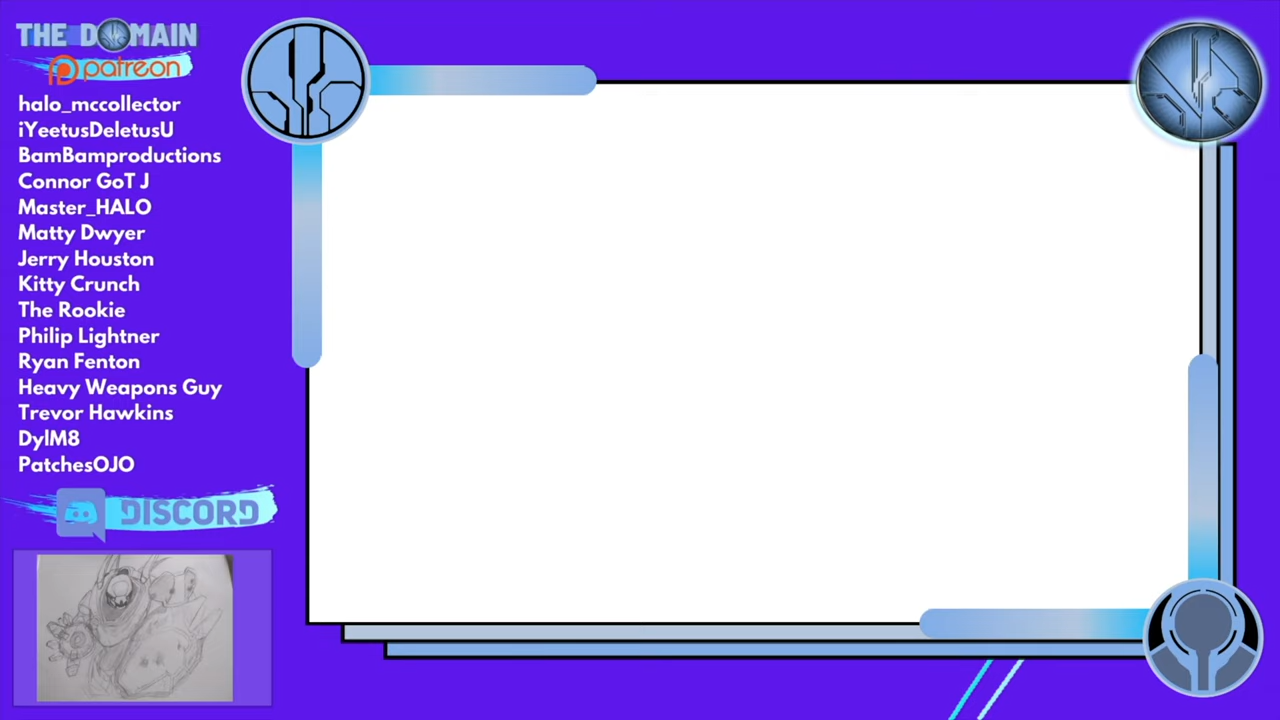 THE DOMAIN
patreon
halo_mccollector
iYeetusDeletusU
BamBamproductions
Connor GoT J
Master_HALO
Matty Dwyer
Jerry Houston
Kitty Crunch
The Rookie
Philip Lightner
Ryan Fenton
Heavy Weapons Guy
Trevor Hawkins
DylM8
PatchesOJO
DISCORD